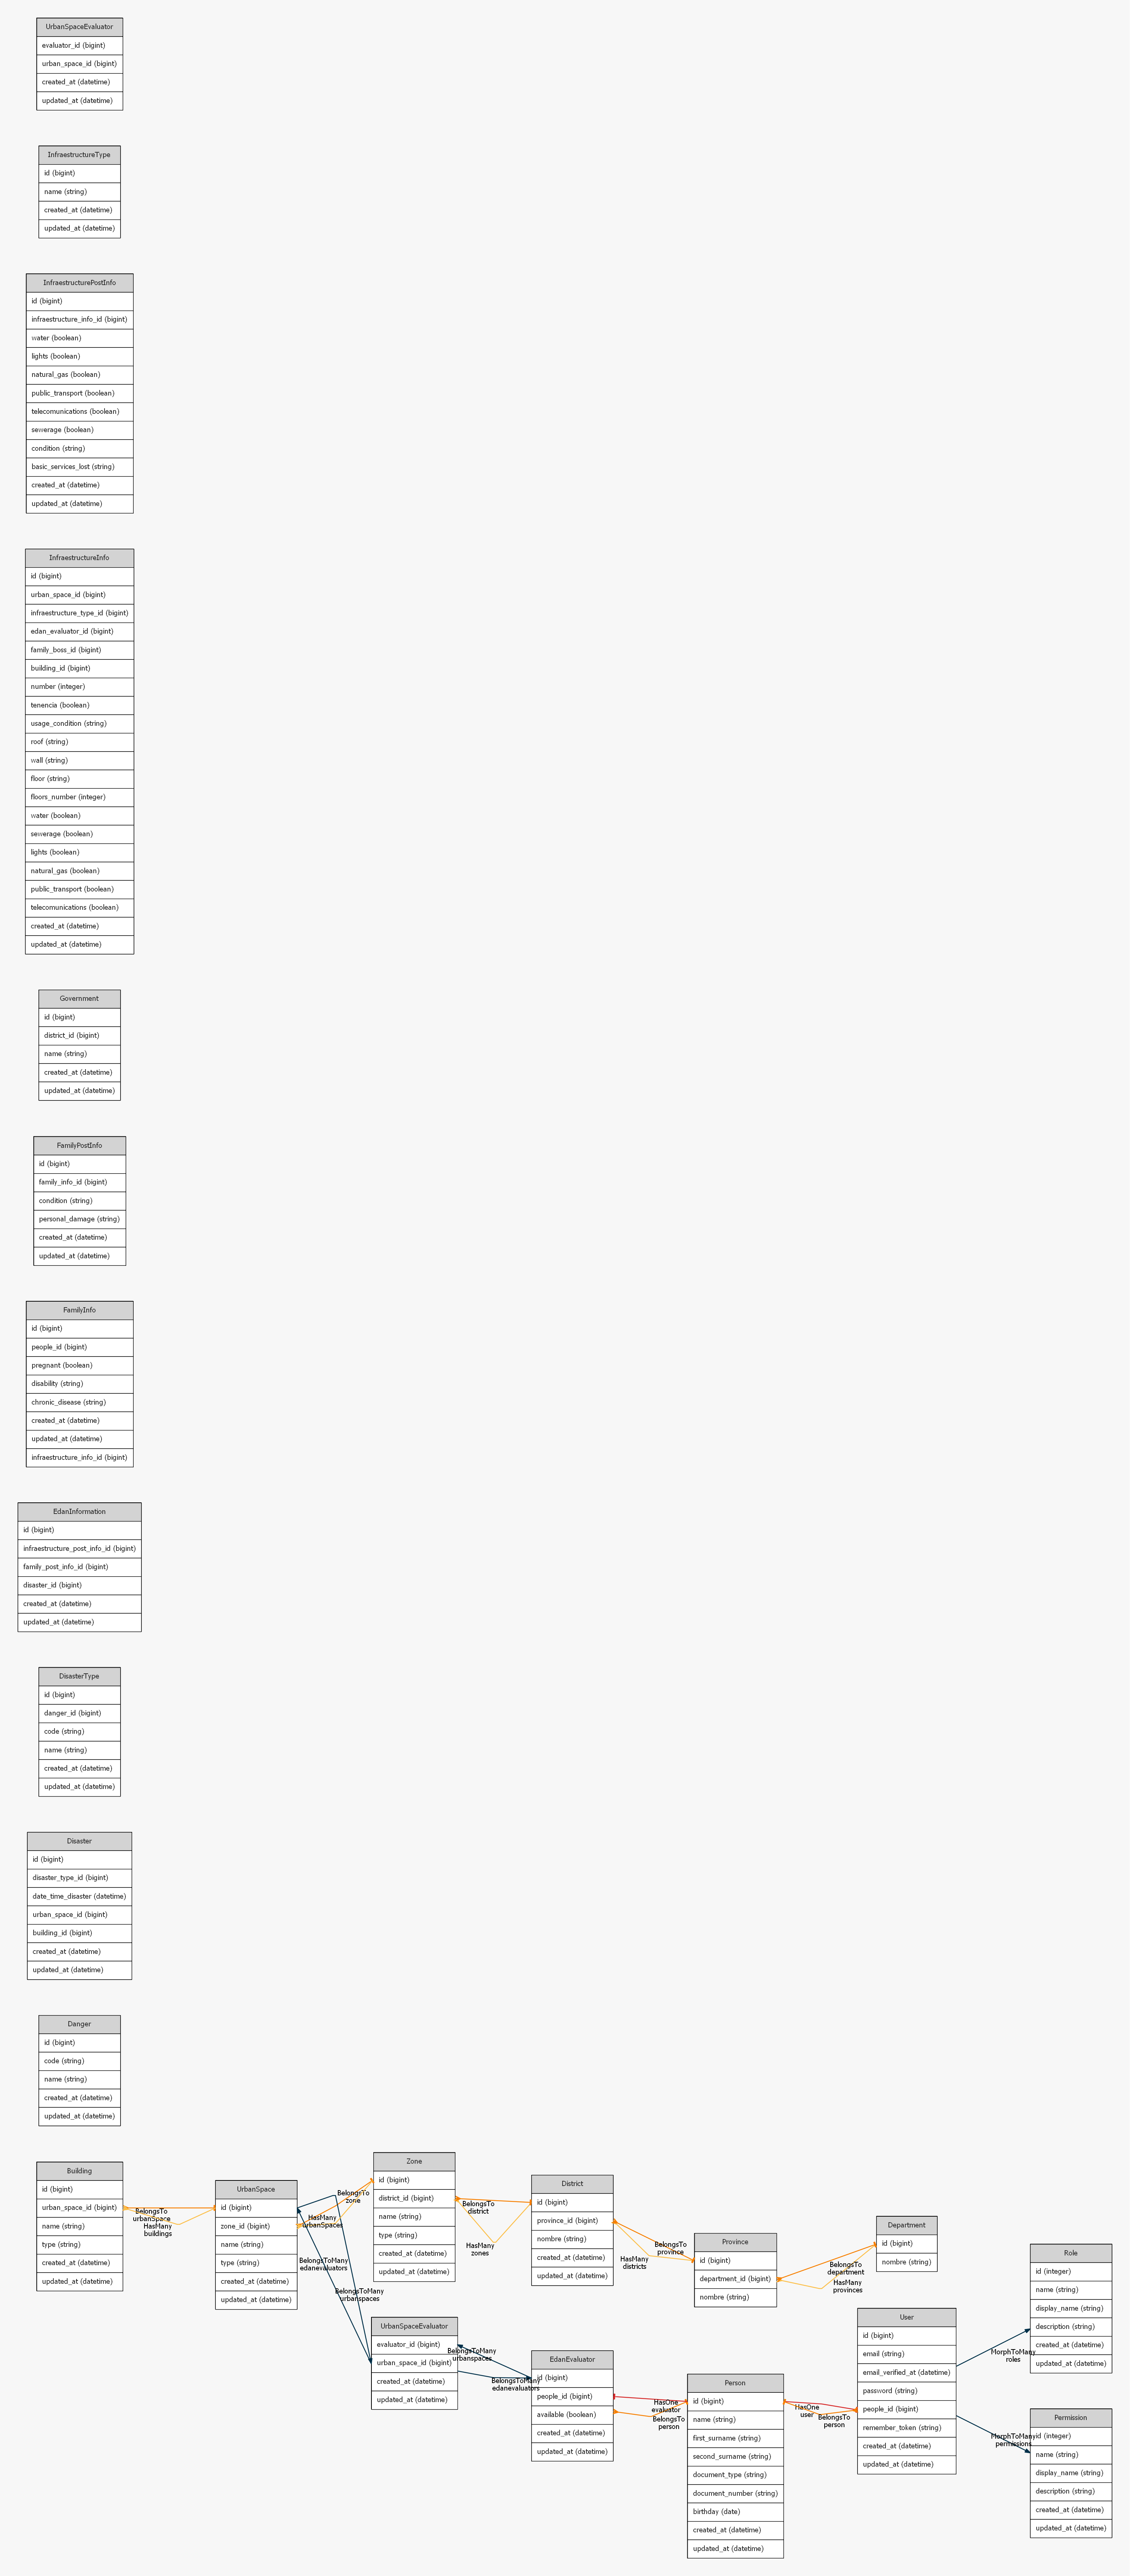 UrbanSpaceEvaluator
evaluator_id (bigint)
urban_space_id (bigint)
created_at (datetime)
updated_at (datetime)
InfraestructureType
id (bigint)
name (string)
created_at (datetime)
updated_at (datetime)
InfraestructurePostInfo
id (bigint)
infraestructure_info_id (bigint)
water (boolean)
lights (boolean)
natural_gas (boolean)
public_transport (boolean)
telecomunications (boolean)
sewerage (boolean)
condition (string)
basic_services_lost (string)
created_at (datetime)
updated_at (datetime)
InfraestructureInfo
id (bigint)
urban_space_id (bigint)
infraestructure_type_id (bigint)
edan_evaluator_id (bigint)
family_boss_id (bigint)
building_id (bigint)
number (integer)
tenencia (boolean)
usage_condition (string)
roof (string)
wall (string)
floor (string)
floors_number (integer)
water (boolean)
sewerage (boolean)
lights (boolean)
natural_gas (boolean)
public_transport (boolean)
telecomunications (boolean)
created_at (datetime)
updated_at (datetime)
Government
id (bigint)
district_id (bigint)
name (string)
created_at (datetime)
updated_at (datetime)
FamilyPostInfo
id (bigint)
family_info_id (bigint)
condition (string)
personal_damage (string)
created_at (datetime)
updated_at (datetime)
FamilyInfo
id (bigint)
people_id (bigint)
pregnant (boolean)
disability (string)
chronic_disease (string)
created_at (datetime)
updated_at (datetime)
infraestructure_info_id (bigint)
EdanInformation
id (bigint)
infraestructure_post_info_id (bigint)
family_post_info_id (bigint)
disaster_id (bigint)
created_at (datetime)
updated_at (datetime)
DisasterType
id (bigint)
danger_id (bigint)
code (string)
name (string)
created_at (datetime)
updated_at (datetime)
Disaster
id (bigint)
disaster_type_id (bigint)
date_time_disaster (datetime)
urban_space_id (bigint)
building_id (bigint)
created_at (datetime)
updated_at (datetime)
Danger
id (bigint)
code (string)
name (string)
created_at (datetime)
updated_at (datetime)
Building
id (bigint)
urban_space_id (bigint)
name (string)
type (string)
created_at (datetime)
updated_at (datetime)
BelongsTo
urbanSpace
HasMany
buildings
UrbanSpace
id (bigint)
zone_id (bigint)
name (string)
type (string)
created_at (datetime)
updated_at (datetime)
BelongsTo
zone
HasMany
urbanSpaces
BelongsToMany
edanevaluators
BelongsToMany
urbanspaces
Zone
id (bigint)
district_id (bigint)
name (string)
type (string)
created_at (datetime)
updated_at (datetime)
BelongsTo
district
HasMany
zones
UrbanSpaceEvaluator
evaluator_id (bigint)
urban_space_id (bigint)
created_at (datetime)
updated_at (datetime)
BelongsToMany
urbanspaces
BelongsToMany
edanevaluators
District
id (bigint)
province_id (bigint)
nombre (string)
created_at (datetime)
updated_at (datetime)
BelongsTo
province
HasMany
districts
EdanEvaluator
id (bigint)
people_id (bigint)
available (boolean)
created_at (datetime)
updated_at (datetime)
HasOne
evaluator
BelongsTo
person
Province
id (bigint)
department_id (bigint)
nombre (string)
BelongsTo
department
HasMany
provinces
Person
id (bigint)
name (string)
first_surname (string)
second_surname (string)
document_type (string)
document_number (string)
birthday (date)
created_at (datetime)
updated_at (datetime)
HasOne
user
BelongsTo
person
Department
id (bigint)
nombre (string)
User
id (bigint)
email (string)
email_verified_at (datetime)
password (string)
people_id (bigint)
remember_token (string)
created_at (datetime)
updated_at (datetime)
MorphToMany
roles
MorphToMany
permissions
Role
id (integer)
name (string)
display_name (string)
description (string)
created_at (datetime)
updated_at (datetime)
Permission
id (integer)
name (string)
display_name (string)
description (string)
created_at (datetime)
updated_at (datetime)